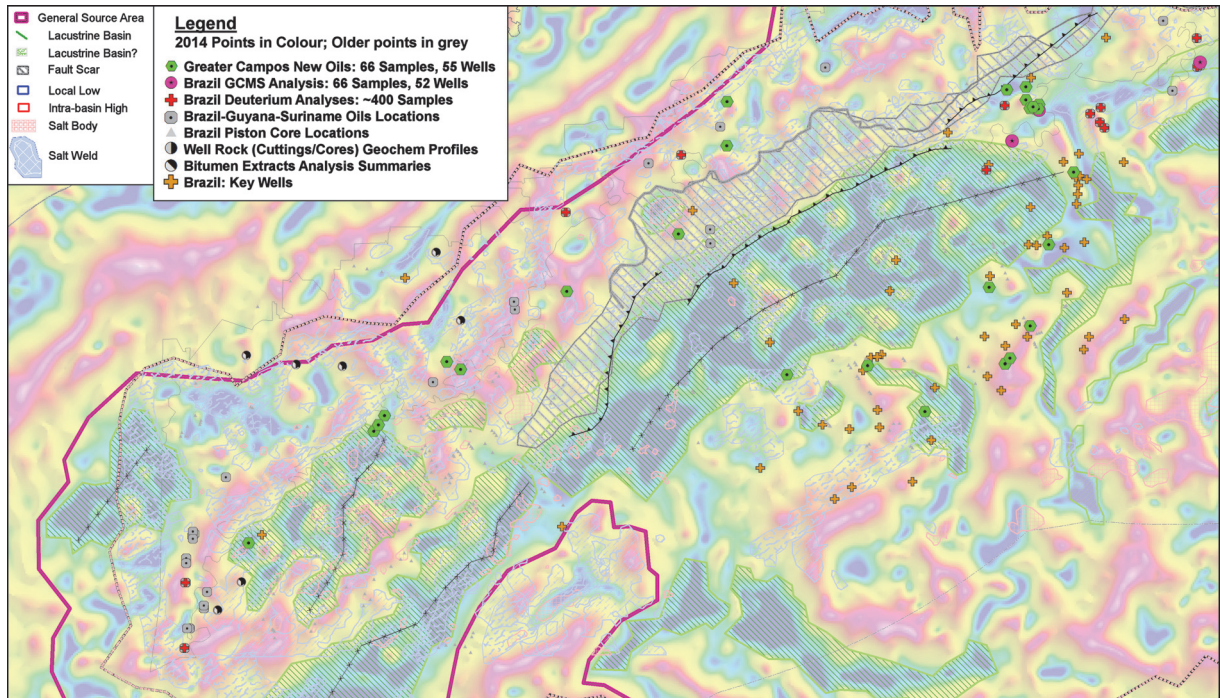 General Source Area
Lacustrine Basin
Lacustrine Basin?
Fault Scar
Local Low
Intra-basin High
Salt Body
Salt Weld
Legend
2014 Points in Colour; Older points in grey
Greater Campos New Oils: 66 Samples, 55 Wells
Brazil GCMS Analysis: 66 Samples, 52 Wells
Brazil Deuterium Analyses: ~400 Samples
Brazil-Guyana-Suriname Oils Locations
Brazil Piston Core Locations
Well Rock (Cuttings/Cores) Geochem Profiles
Bitumen Extracts Analysis Summaries
Brazil: Key Wells